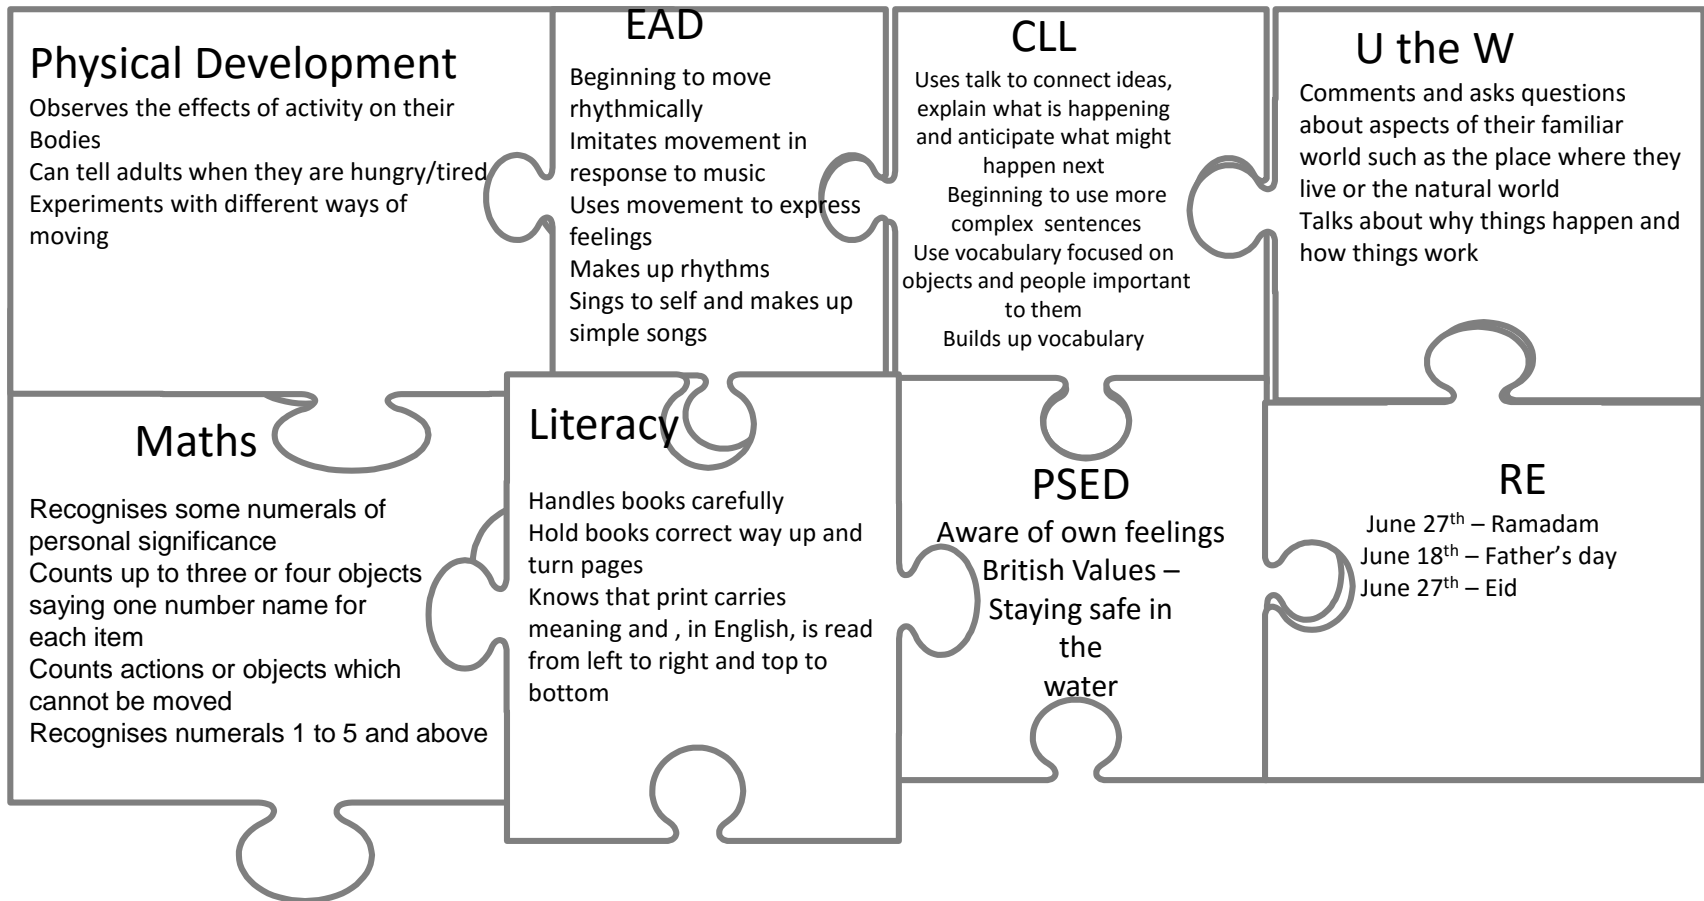 Physical Development
Observes the effects of activity on their
Bodies
Can tell adults when they are hungry/tired
Experiments with different ways of
moving
EAD
Beginning to move
rhythmically
Imitates movement in
response to music
Uses movement to express
feelings
Makes up rhythms
Sings to self and makes up
simple songs
CLL
Uses talk to connect ideas,
explain what is happening
and anticipate what might
happen next
Beginning to use more
complex sentences
Use vocabulary focused on
objects and people important
to them
Builds up vocabulary
U the W
Comments and asks questions
about aspects of their familiar
world such as the place where they
live or the natural world
Talks about why things happen and
how things work
Maths
Recognises some numerals of
personal significance
Counts up to three or four objects
saying one number name for
each item
Counts actions or objects which
cannot be moved
Recognises numerals 1 to 5 and above
Literacy
Handles books carefully
Hold books correct way up and
turn pages
Knows that print carries
meaning and , in English, is read
from left to right and top to
bottom
PSED
Aware of own feelings
British Values –
Staying safe in
the
water
RE
June 27th – Ramadam
June 18th – Father’s day
June 27th – Eid